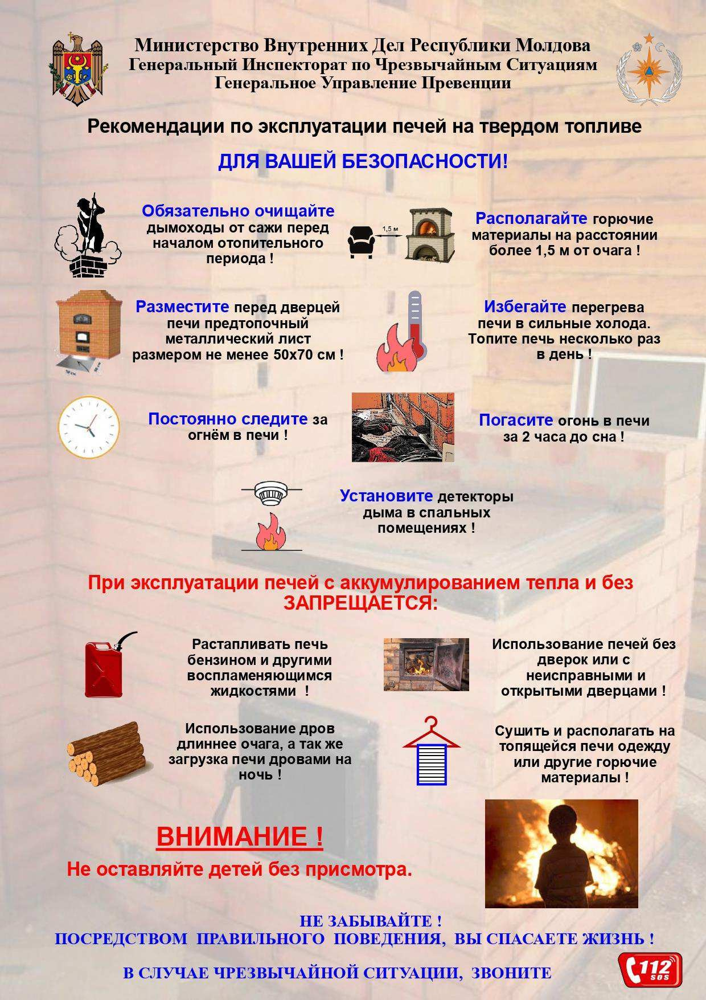 Министерство Внутренних Дел Республики Молдова
Генеральный Инспекторат по Чрезвычайным Ситуациям
Генеральное Управление Превенции
Рекомендации по эксплуатации печей на твердом топливе
ДЛЯ ВАШЕЙ БЕЗОПАСНОСТИ!
Обязательно очищайте
дымоходы от сажи перед
началом отопительного
периода !
1,5 м
Располагайте горючие
материалы на расстоянии
более 1,5 м от очага !
Разместите перед дверцей
печи предтопочный
металлический лист
размером не менее 50x70 см !
Избегайте перегрева
печи в сильные холода.
Топите печь несколько раз
в день !
Постоянно следите за
огнём в печи !
Погасите огонь в печи
за 2 часа до сна !
Установите детекторы
дыма в спальных
помещениях !
При эксплуатации печей с аккумулированием тепла и без
ЗАПРЕЩАЕТСЯ:
Растапливать печь
бензином и другими
воспламеняющимся
жидкостями !
Использование печей без
дверок или с
неисправными и
открытыми дверцами !
Использование дров
длиннее очага, а так же
загрузка печи дровами на
ночь !
Сушить и располагать на
топящейся печи одежду
или другие горючие
материалы !
ВНИМАНИЕ !
Не оставляйте детей без присмотра.
НЕ ЗАБЫВАЙТЕ !
ПОСРЕДСТВОМ ПРАВИЛЬНОГО ПОВЕДЕНИЯ, ВЫ СПАСАЕТЕ ЖИЗНЬ !
В СЛУЧАЕ ЧРЕЗВЫЧАЙНОЙ СИТУАЦИИ, ЗВОНИТЕ
112
SOS